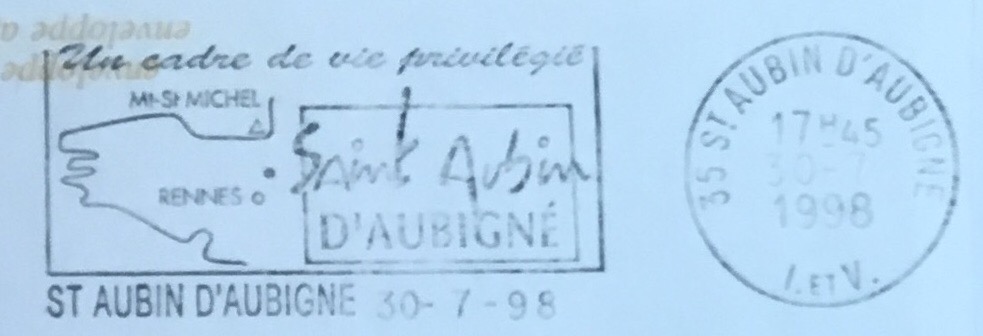 enveloppe
enveloppe
Un cadre de vie privilégié
Mt-St MICHEL
Saint Aubin
RENNES
D'AUBIGNÉ
ST AUBIN D'AUBIGNE 30-7-98
35 ST AUBIN D'AUBIGNE
17H45
30-7
1998
I. ET V.